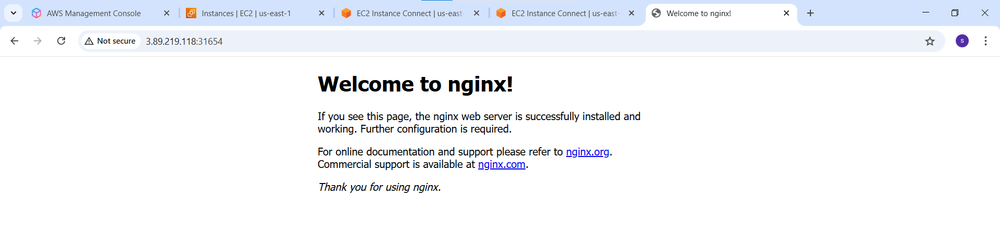 AWS Management Console
Instances | EC2 | us-east-1
EC2 Instance Connect | us-east-
EC2 Instance Connect | us-east-
Welcome to nginx!
Not secure
3.89.219.118:31654
s
Welcome to nginx!
If you see this page, the nginx web server is successfully installed and
working. Further configuration is required.
For online documentation and support please refer to nginx.org.
Commercial support is available at nginx.com.
Thank you for using nginx.